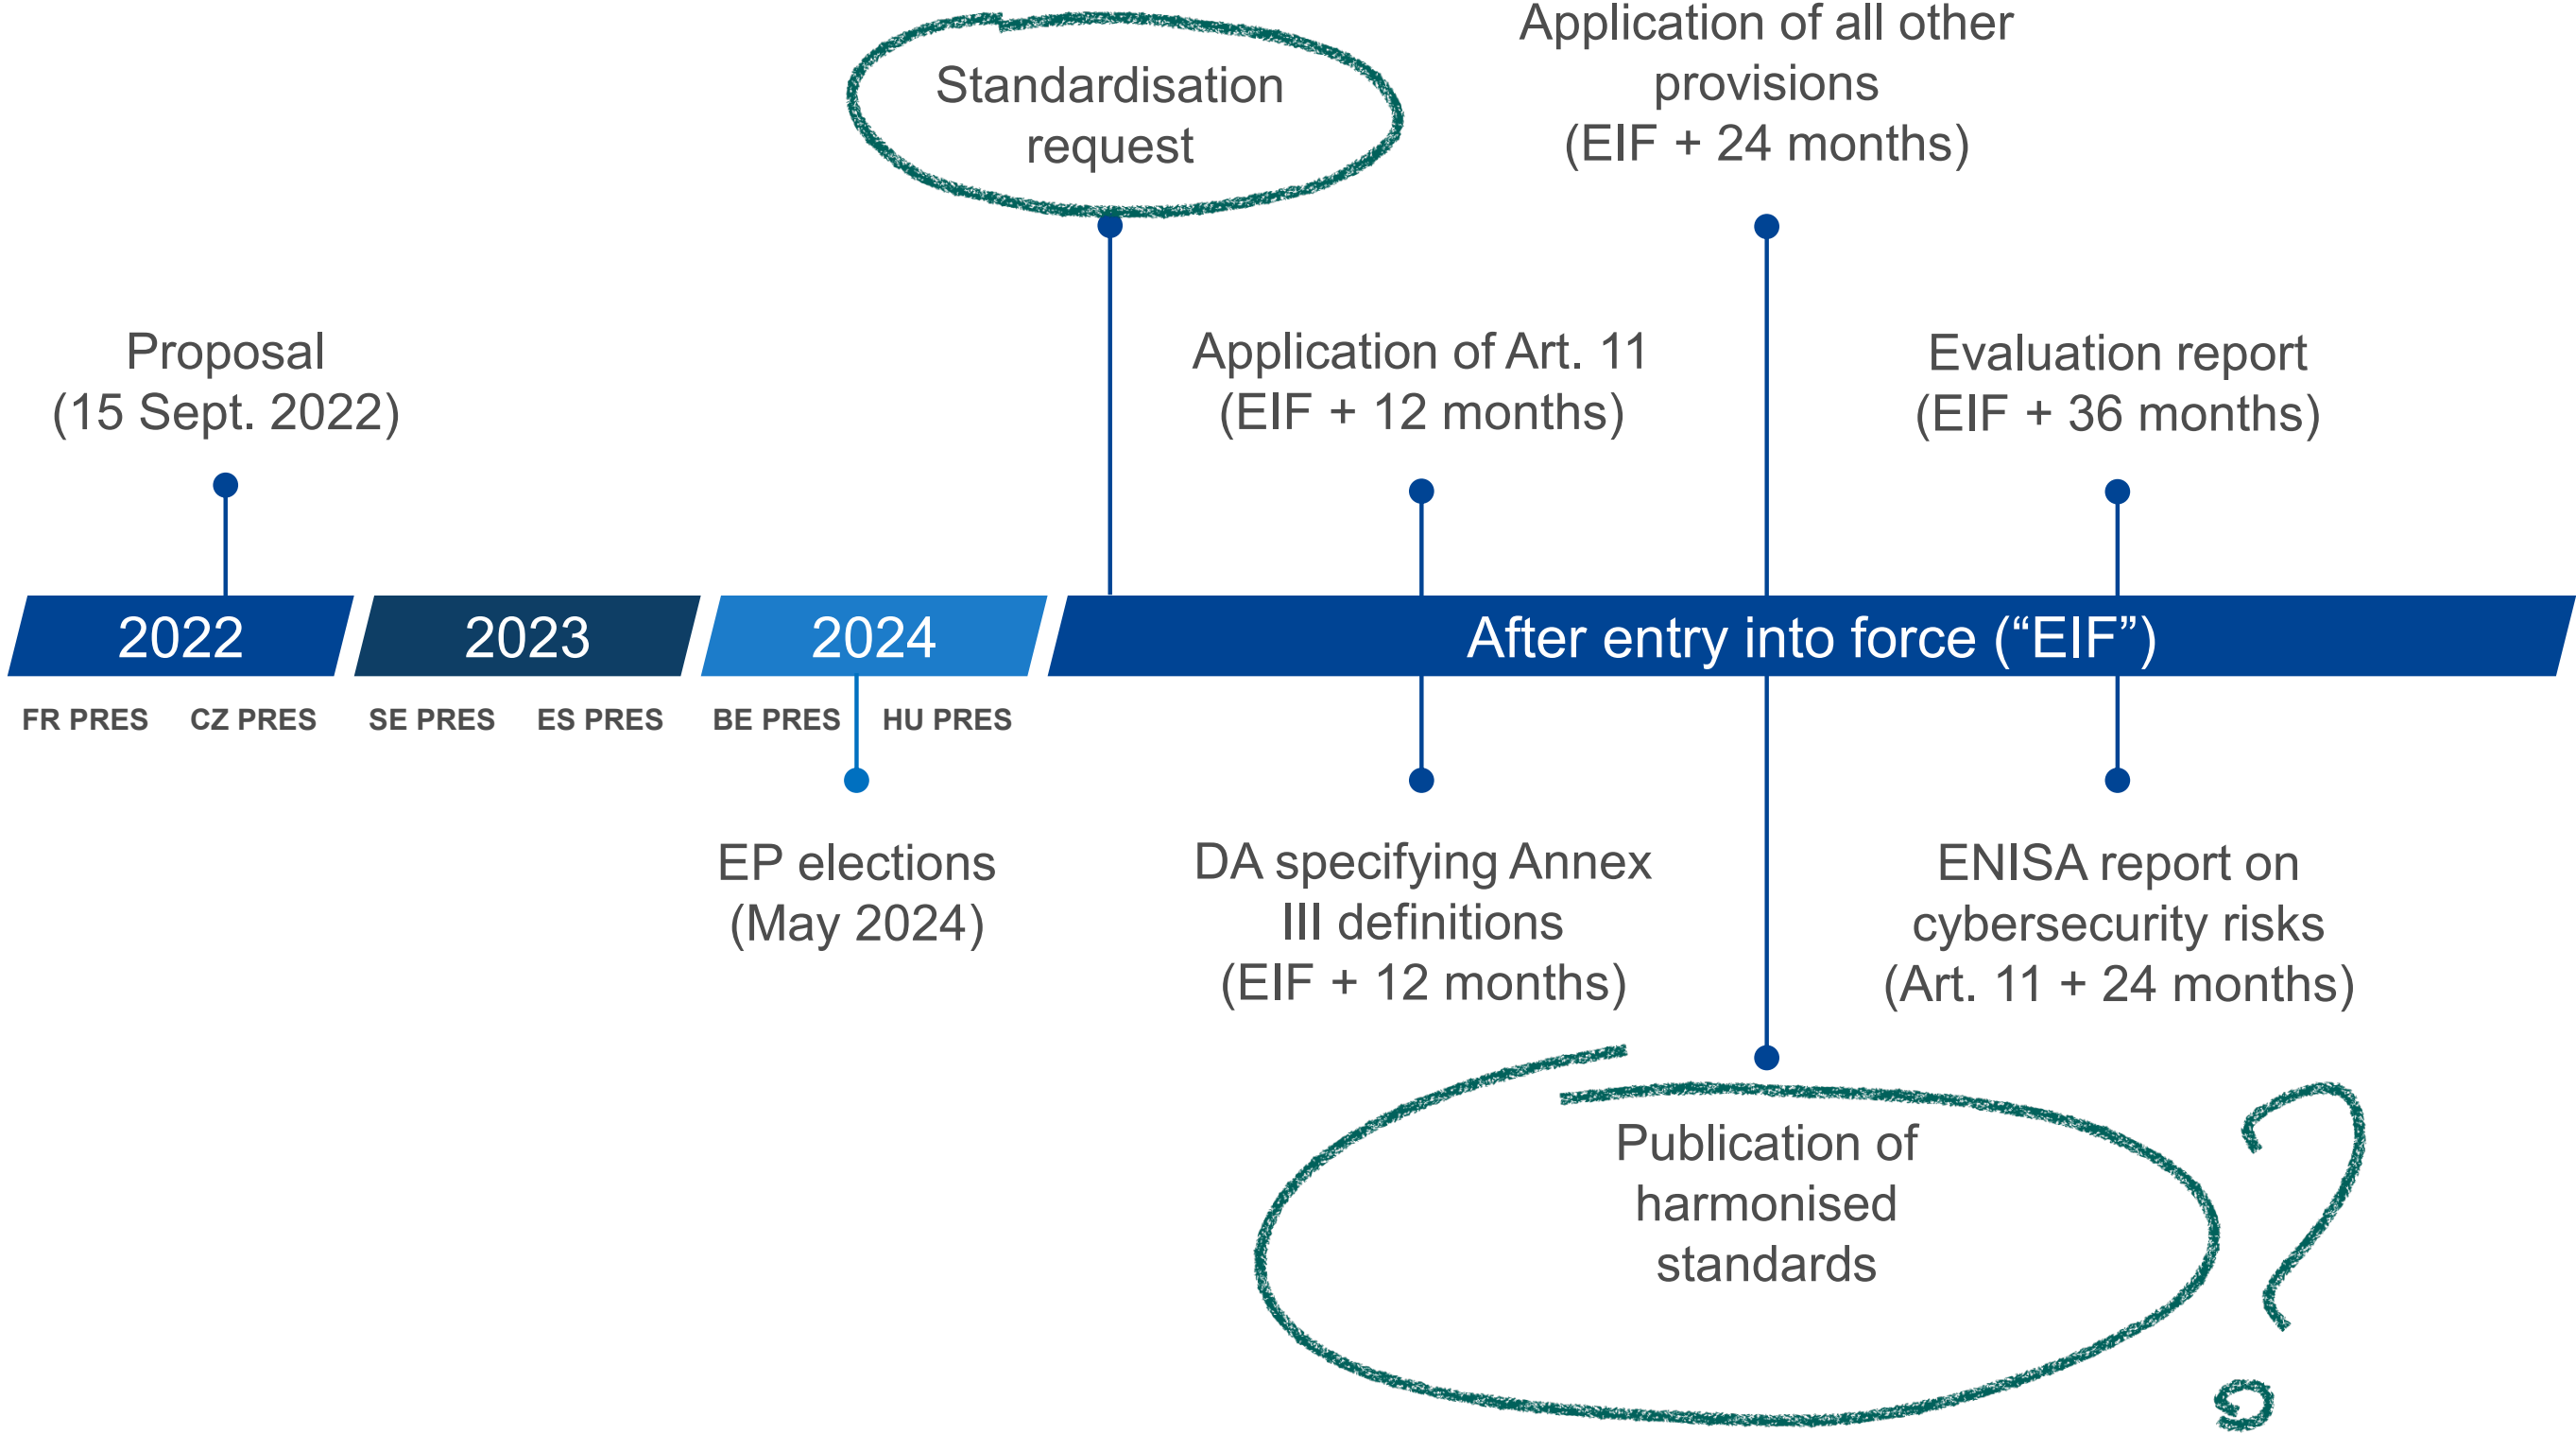 Standardisation
request
Application of all other
provisions
(EIF + 24 months)
Proposal
(15 Sept. 2022)
Application of Art. 11
(EIF + 12 months)
Evaluation report
(EIF + 36 months)
2022
2023
2024
After entry into force (“EIF”)
FR PRES
CZ PRES
SE PRES
ES PRES
BE PRES
HU PRES
EP elections
(May 2024)
DA specifying Annex
III definitions
(EIF + 12 months)
ENISA report on
cybersecurity risks
(Art. 11 + 24 months)
Publication of
harmonised
standards
?